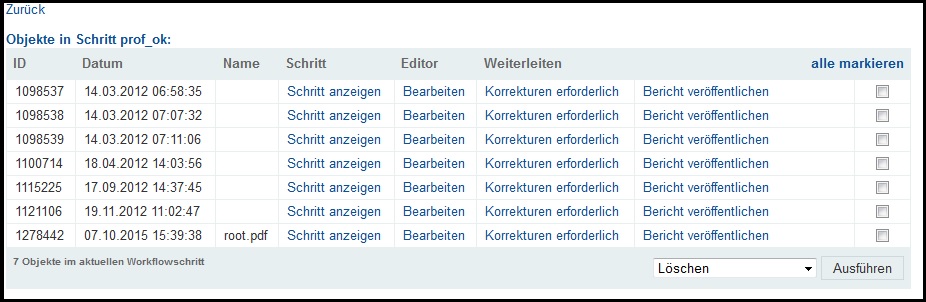 Zurück
Objekte in Schritt prof_ok:
ID Datum Name Schritt Editor Weiterleiten alle markieren
1098537 14.03.2012 06:58:35 Schritt anzeigen Bearbeiten Korrekturen erforderlich Bericht veröffentlichen
1098538 14.03.2012 07:07:32 Schritt anzeigen Bearbeiten Korrekturen erforderlich Bericht veröffentlichen
1098539 14.03.2012 07:11:06 Schritt anzeigen Bearbeiten Korrekturen erforderlich Bericht veröffentlichen
1100714 18.04.2012 14:03:56 Schritt anzeigen Bearbeiten Korrekturen erforderlich Bericht veröffentlichen
1115225 17.09.2012 14:37:45 Schritt anzeigen Bearbeiten Korrekturen erforderlich Bericht veröffentlichen
1121106 19.11.2012 11:02:47 Schritt anzeigen Bearbeiten Korrekturen erforderlich Bericht veröffentlichen
1278442 07.10.2015 15:39:38 root.pdf Schritt anzeigen Bearbeiten Korrekturen erforderlich Bericht veröffentlichen
7 Objekte im aktuellen Workflowschritt Löschen Ausführen